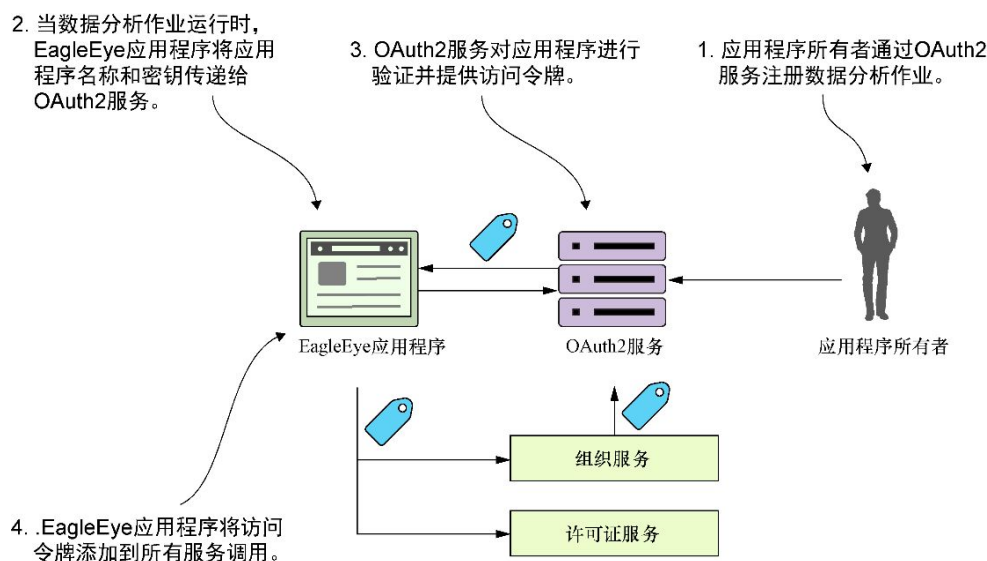 2. 当数据分析作业运行时，
EagleEye应用程序将应用
程序名称和密钥传递给
OAuth2服务。
3. OAuth2服务对应用程序进行
验证并提供访问令牌。
1. 应用程序所有者通过OAuth2
服务注册数据分析作业。
EagleEye应用程序
OAuth2服务
应用程序所有者
组织服务
许可证服务
4. .EagleEye应用程序将访问
令牌添加到所有服务调用。